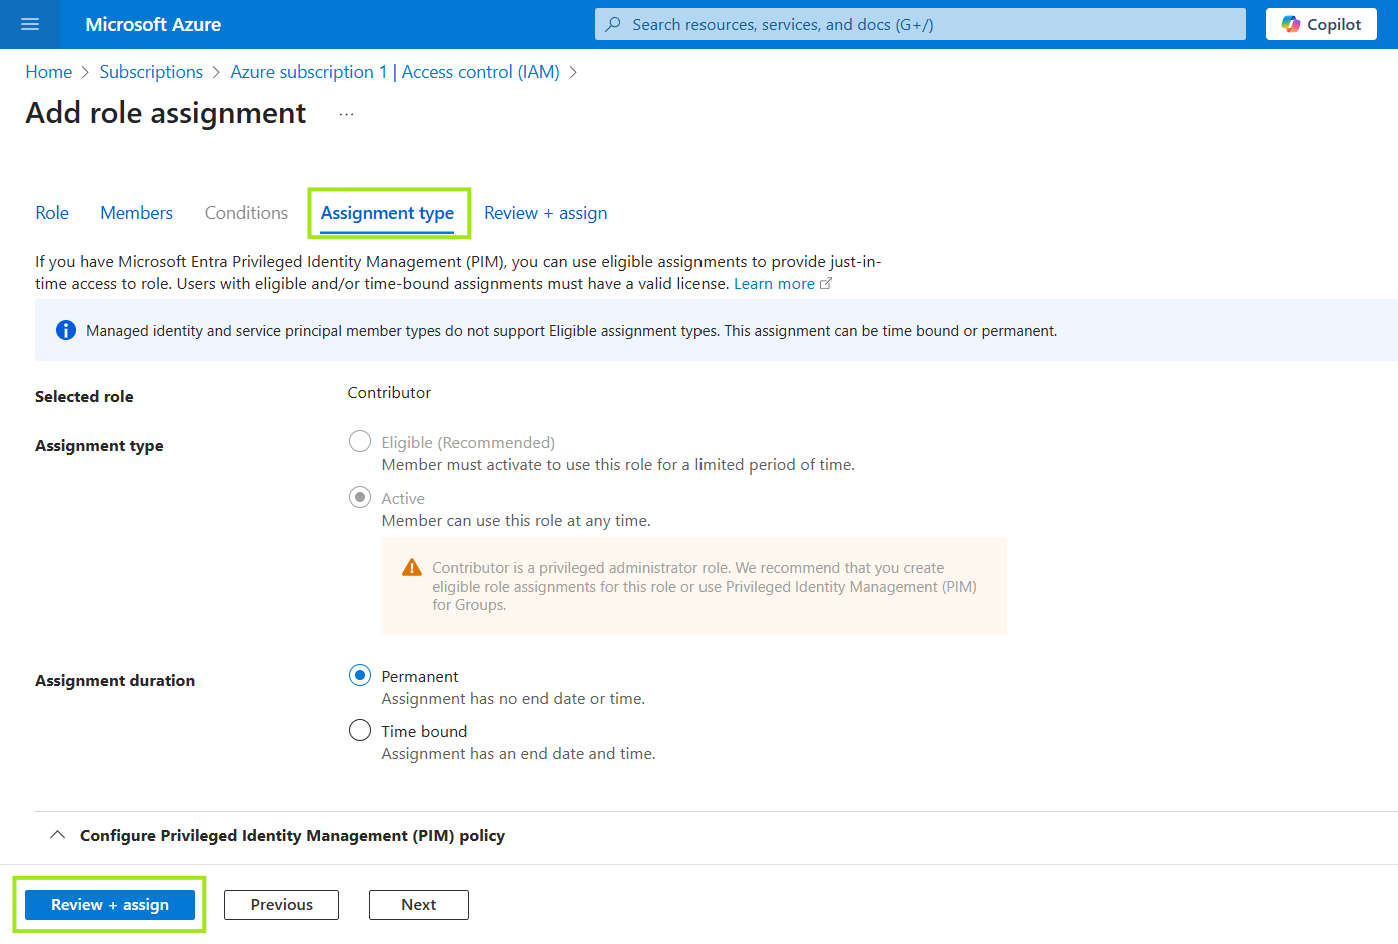 Microsoft Azure
Search resources, services, and docs (G+/)
Copilot
Home > Subscriptions > Azure subscription 1 | Access control (IAM) >
Add role assignment ...
Role Members Conditions Assignment type Review + assign
If you have Microsoft Entra Privileged Identity Management (PIM), you can use eligible assignments to provide just-in-
time access to role. Users with eligible and/or time-bound assignments must have a valid license. Learn more
Managed identity and service principal member types do not support Eligible assignment types. This assignment can be time bound or permanent.
Selected role Contributor
Assignment type
Eligible (Recommended)
Member must activate to use this role for a limited period of time.
Active
Member can use this role at any time.
Contributor is a privileged administrator role. We recommend that you create
eligible role assignments for this role or use Privileged Identity Management (PIM)
for Groups.
Assignment duration
Permanent
Assignment has no end date or time.
Time bound
Assignment has an end date and time.
Configure Privileged Identity Management (PIM) policy
Review + assign Previous Next